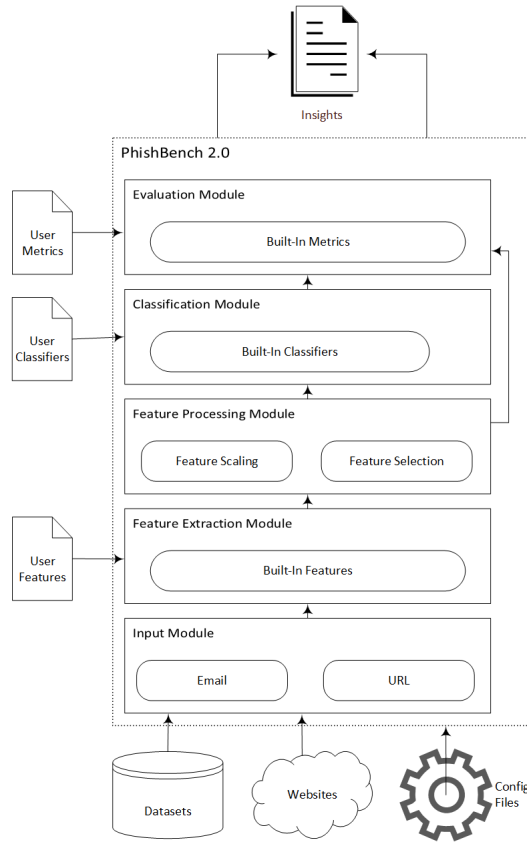 Insights
PhishBench 2.0
Evaluation Module
User
Metrics
Built-In Metrics
Classification Module
User
Classifiers
Built-In Classifiers
Feature Processing Module
Feature Scaling
Feature Selection
Feature Extraction Module
User
Features
Built-In Features
Input Module
Email
URL
Datasets
Websites
Config
Files